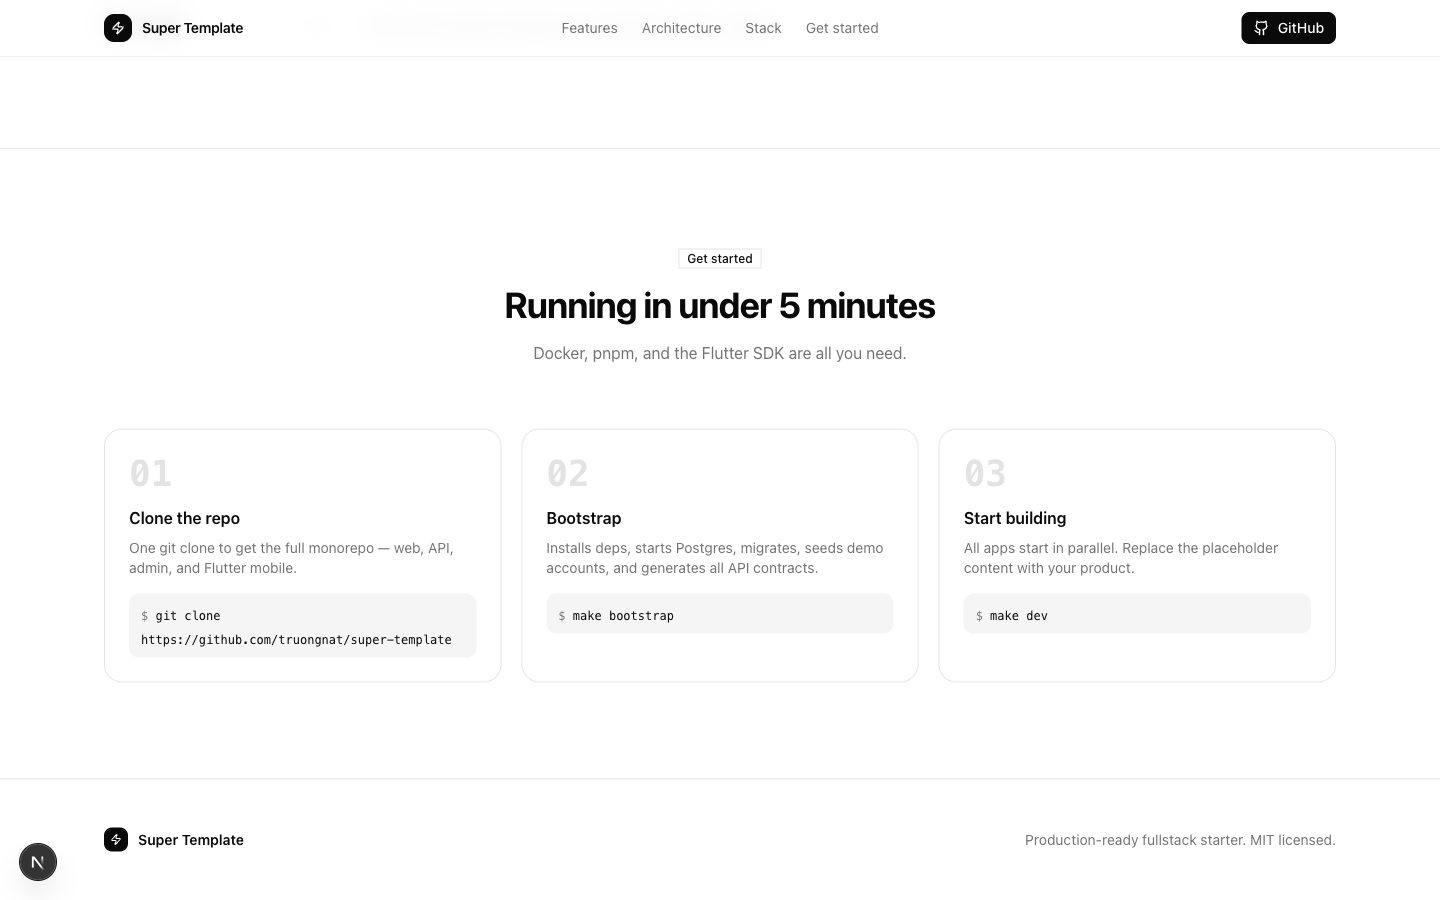 Super Template
Features Architecture Stack Get started
GitHub
Get started
Running in under 5 minutes
Docker, pnpm, and the Flutter SDK are all you need.
01
Clone the repo
One git clone to get the full monorepo — web, API,
admin, and Flutter mobile.
$ git clone
https://github.com/truongnat/super-template
02
Bootstrap
Installs deps, starts Postgres, migrates, seeds demo
accounts, and generates all API contracts.
$ make bootstrap
03
Start building
All apps start in parallel. Replace the placeholder
content with your product.
$ make dev
Super Template
Production-ready fullstack starter. MIT licensed.
N